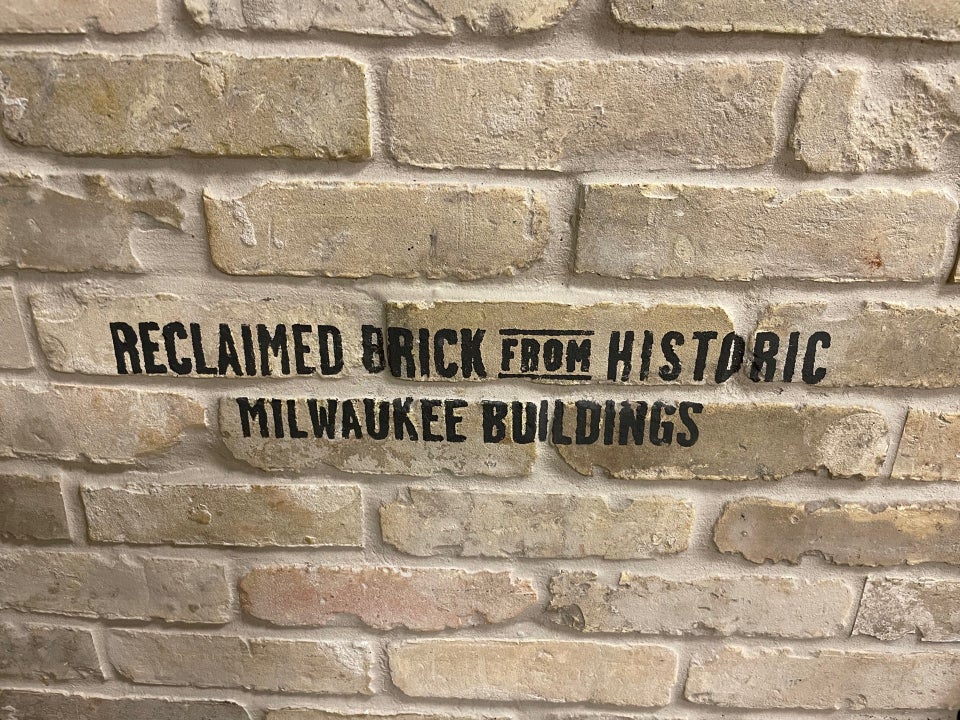 RECLAIMED BRICK FROM HISTORIC
MILWAUKEE BUILDINGS